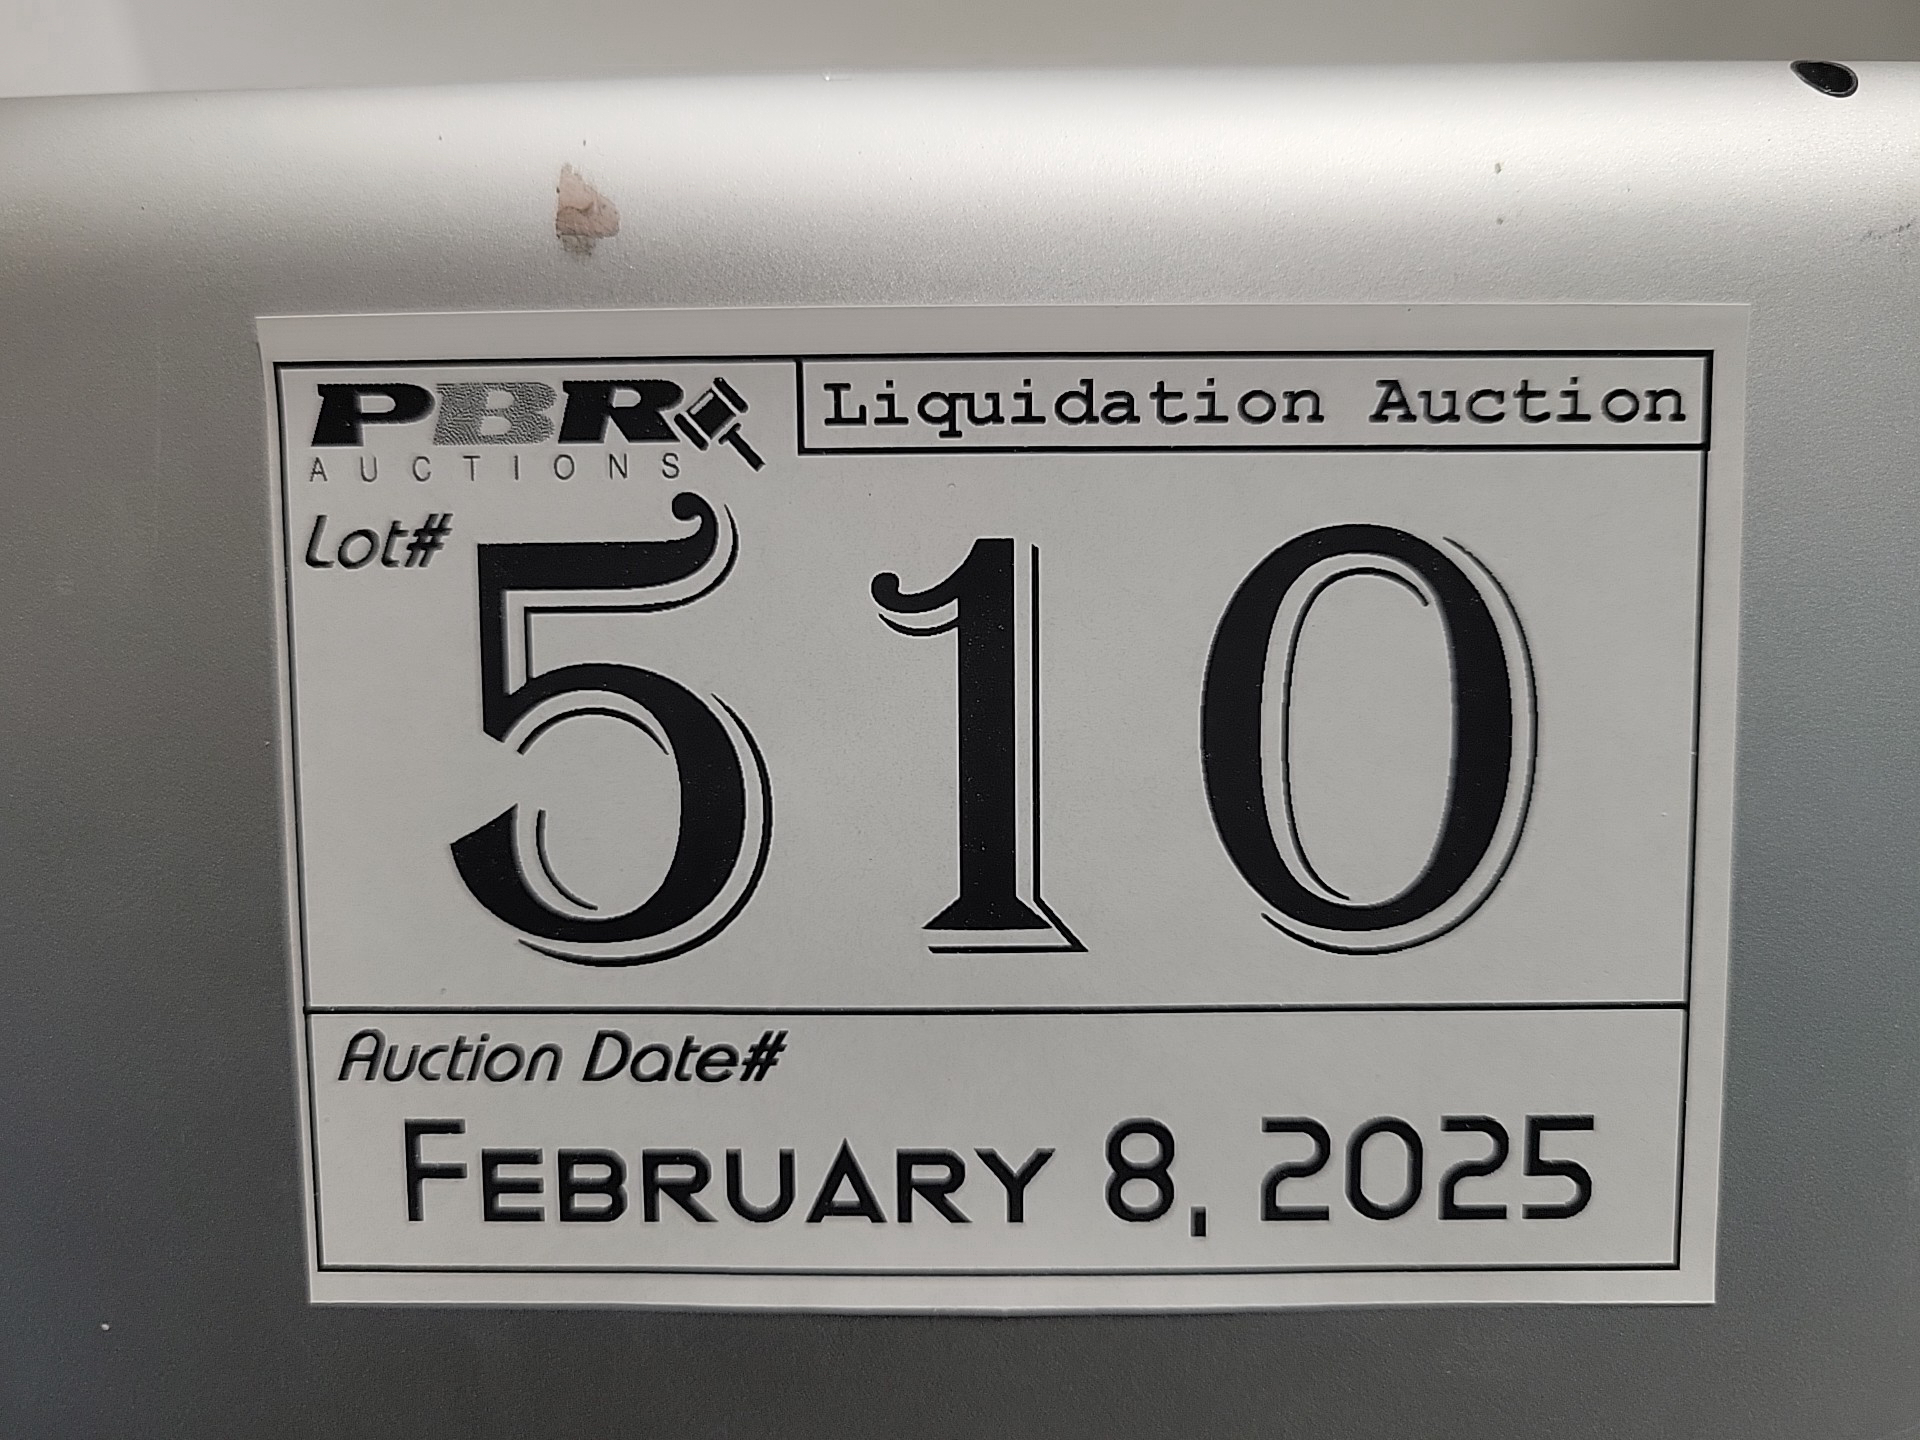 PBR
AUCTIONS
Liquidation Auction
Lot#
510
Auction Date#
FEBRUARY 8, 2025